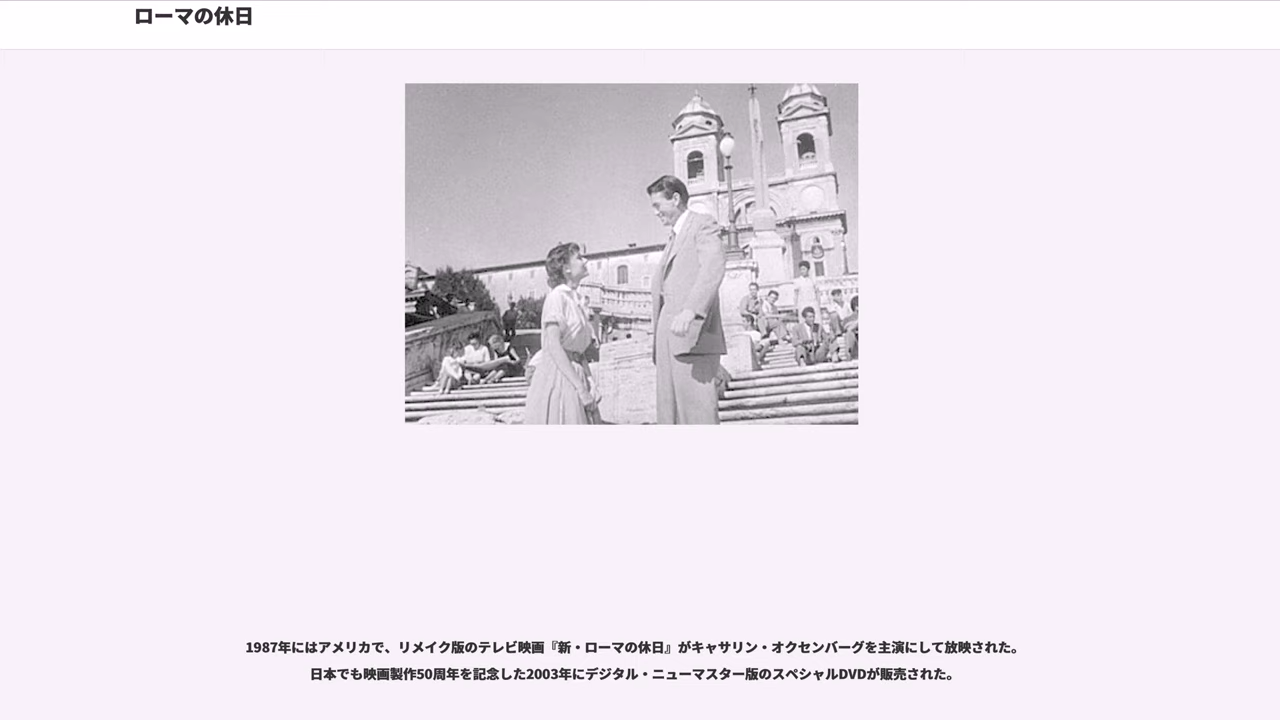 ローマの休日
1987年にはアメリカで、リメイク版のテレビ映画『新・ローマの休日』がキャサリン・オクセンバーグを主演にして放映された。
日本でも映画製作50周年を記念した2003年にデジタル・ニューマスター版のスペシャルDVDが販売された。